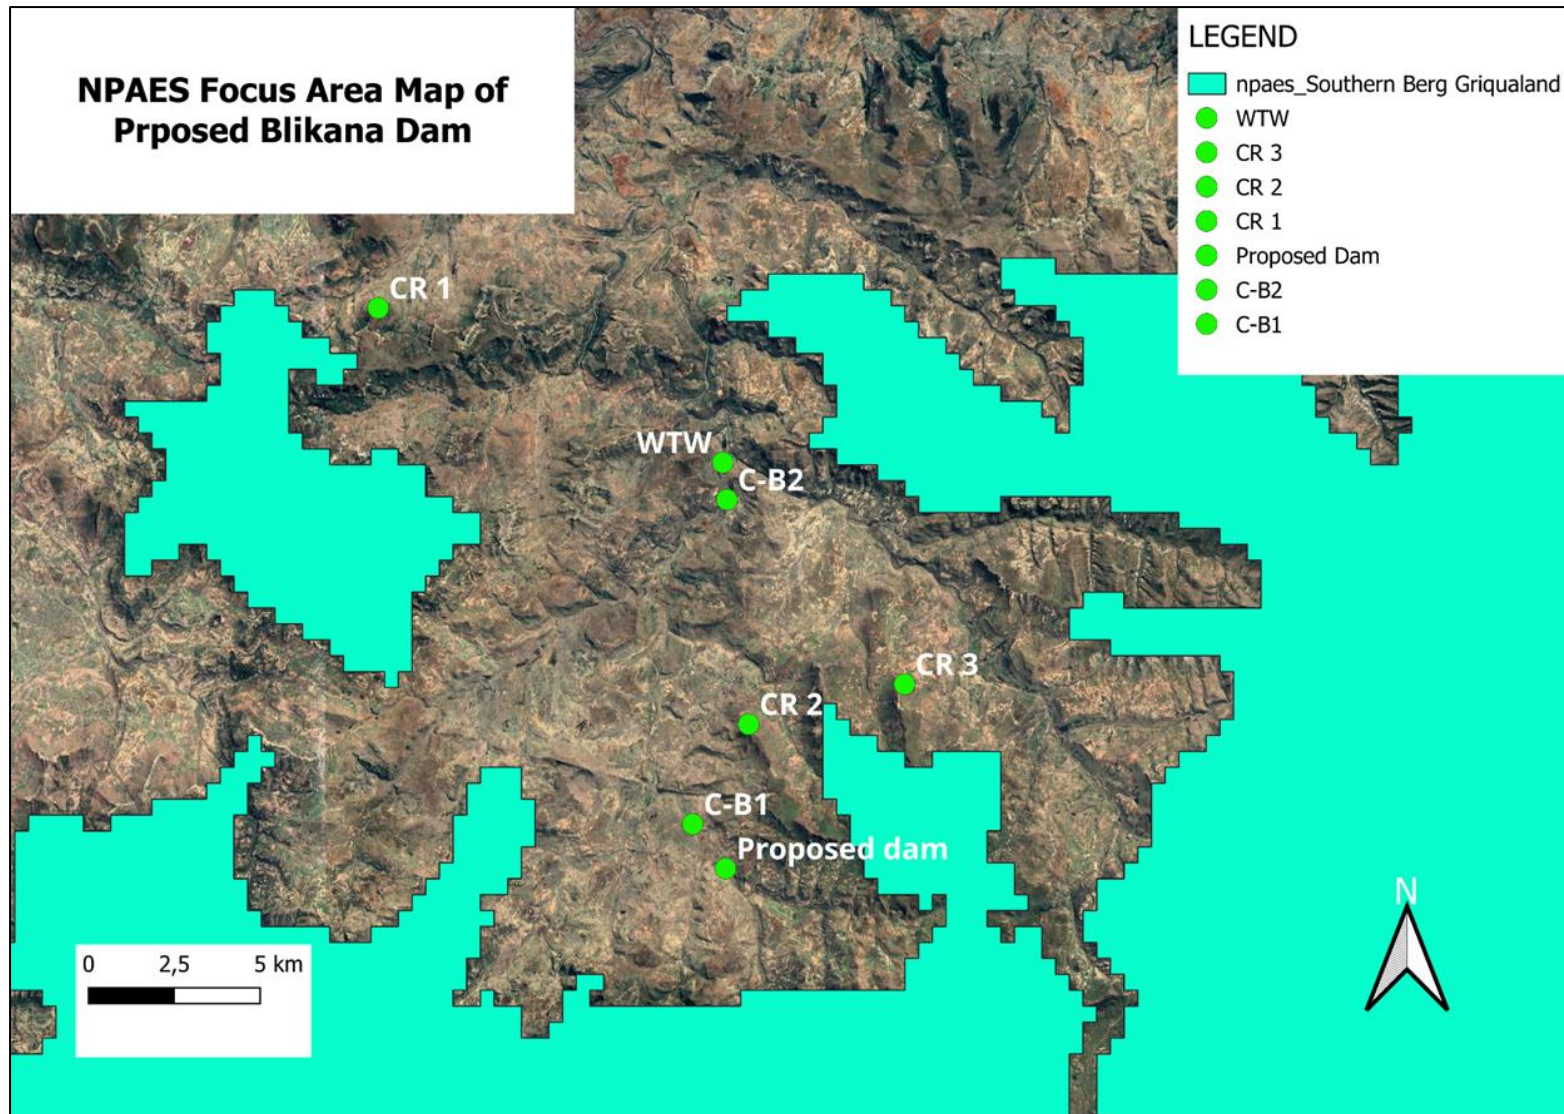 NPAES Focus Area Map of
Prposed Blikana Dam
LEGEND
npaes_Southern Berg Griqualand
WTW
CR 3
CR 2
CR 1
Proposed Dam
C-B2
C-B1
CR 1
WTW
C-B2
CR 3
CR 2
C-B1
Proposed dam
N
0 2,5 5 km